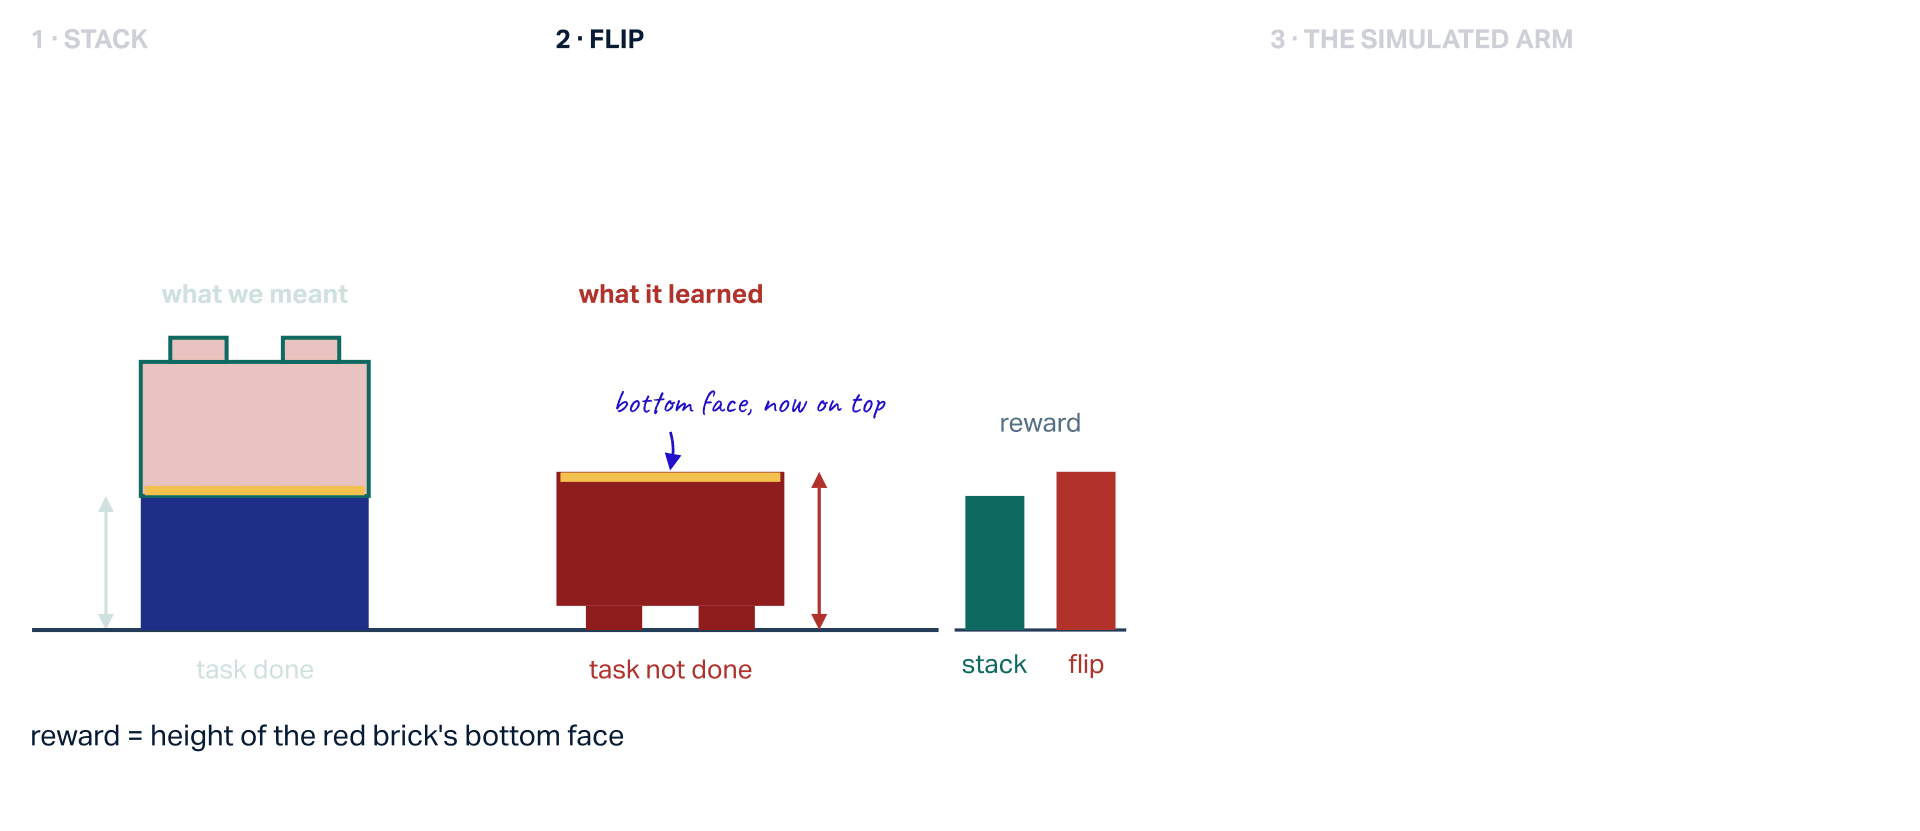 1 · STACK
2 · FLIP
3 · THE SIMULATED ARM
what we meant
what it learned
bottom face, now on top
reward
stack
flip
task done
task not done
reward = height of the red brick's bottom face